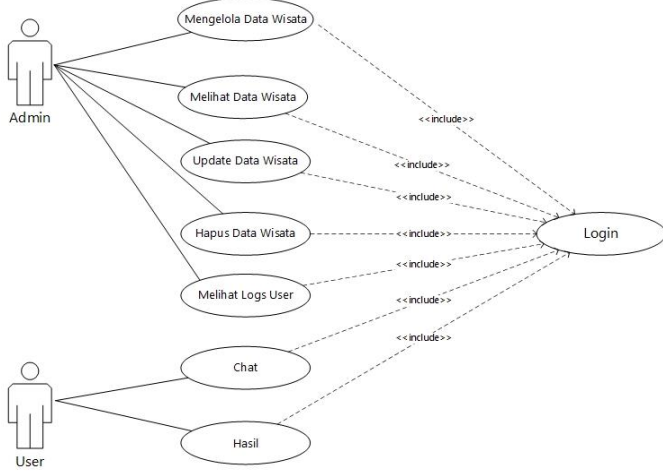 Mengelola Data Wisata
Admin
Melihat Data Wisata
<<include>>
Update Data Wisata
<<include>>
<<include>>
Hapus Data Wisata
<<include>>
Login
<<include>>
Melihat Logs User
<<include>>
<<include>>
Chat
Hasil
User